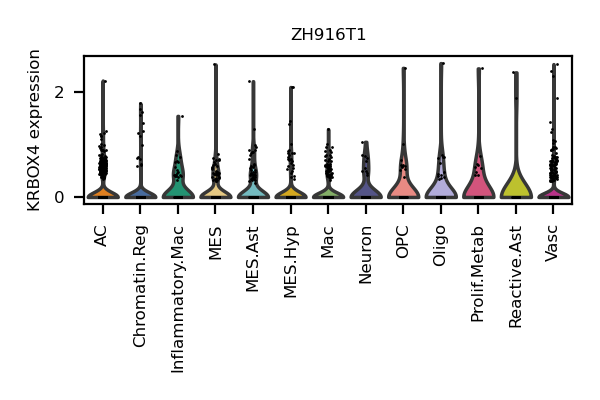 ZH916T1
KRBOX4 expression
2
0
AC
Chromatin.Reg
Inflammatory.Mac
MES
MES.Ast
MES.Hyp
Mac
Neuron
OPC
Oligo
Prolif.Metab
Reactive.Ast
Vasc